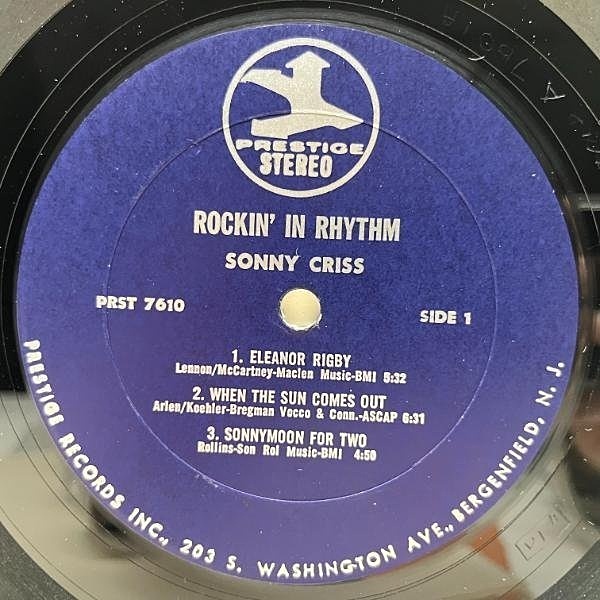 PRESTIGE
STEREO
ROCKIN' IN RHYTHM
SONNY CRISS
PRST 7610
SIDE 1
1. ELEANOR RIGBY
Lennon/McCartney-Maclen Music-BMI 5:32
2. WHEN THE SUN COMES OUT
Arlen/Koehler-Bregman Vocco & Conn.-ASCAP 6:31
3. SONNYMOON FOR TWO
Rollins-Son Rol Music-BMI 4:50
PRESTIGE RECORDS INC., 203 S. WASHINGTON AVE., BERGENFIELD, N. J.